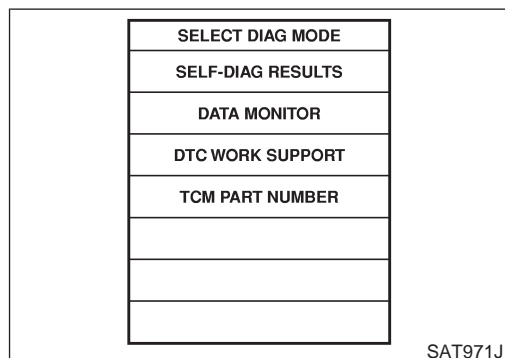 SELECT DIAG MODE
SELF-DIAG RESULTS
DATA MONITOR
DTC WORK SUPPORT
TCM PART NUMBER
SAT971J